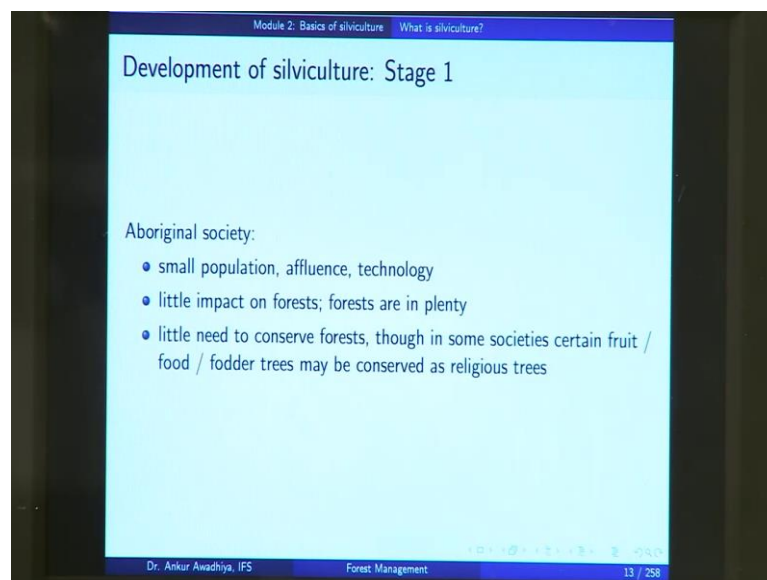 Module 2: Basics of silviculture What is silviculture?
Development of silviculture: Stage 1
Aboriginal society:
small population, affluence, technology
little impact on forests; forests are in plenty
little need to conserve forests, though in some societies certain fruit /
food / fodder trees may be conserved as religious trees
Dr. Ankur Awadhiya, IFS Forest Management 13 / 258